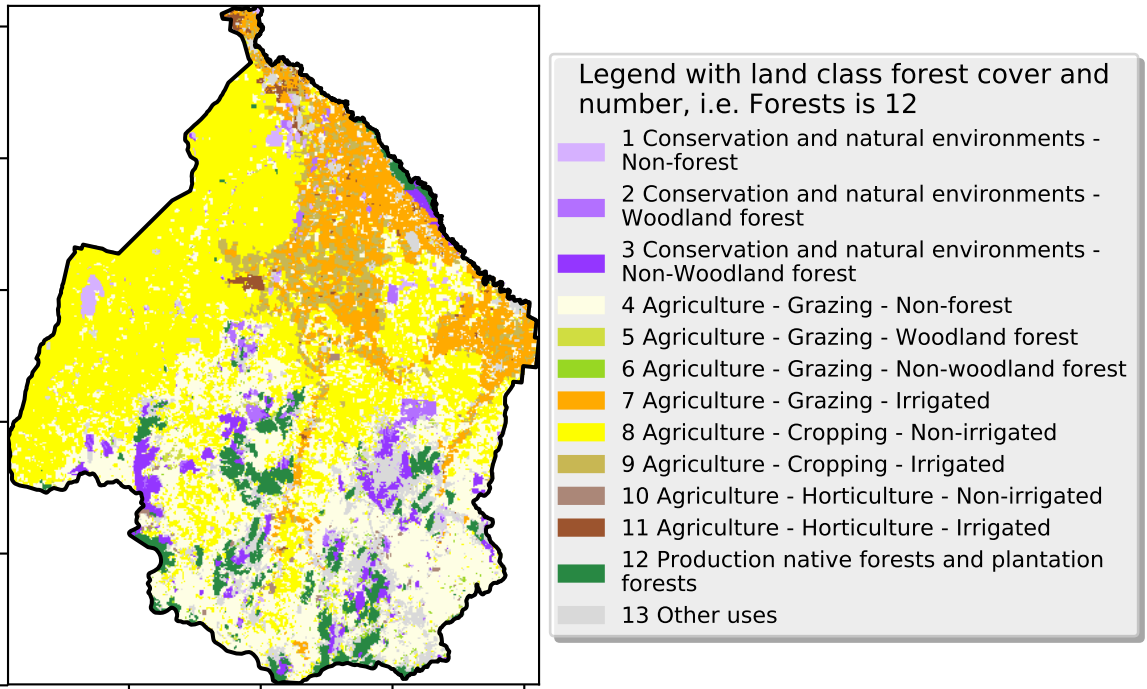 Legend with land class forest cover and
number, i.e. Forests is 12
1 Conservation and natural environments -
Non-forest
2 Conservation and natural environments -
Woodland forest
3 Conservation and natural environments -
Non-Woodland forest
4 Agriculture - Grazing - Non-forest
5 Agriculture - Grazing - Woodland forest
6 Agriculture - Grazing - Non-woodland forest
7 Agriculture - Grazing - Irrigated
8 Agriculture - Cropping - Non-irrigated
9 Agriculture - Cropping - Irrigated
10 Agriculture - Horticulture - Non-irrigated
11 Agriculture - Horticulture - Irrigated
12 Production native forests and plantation
forests
13 Other uses